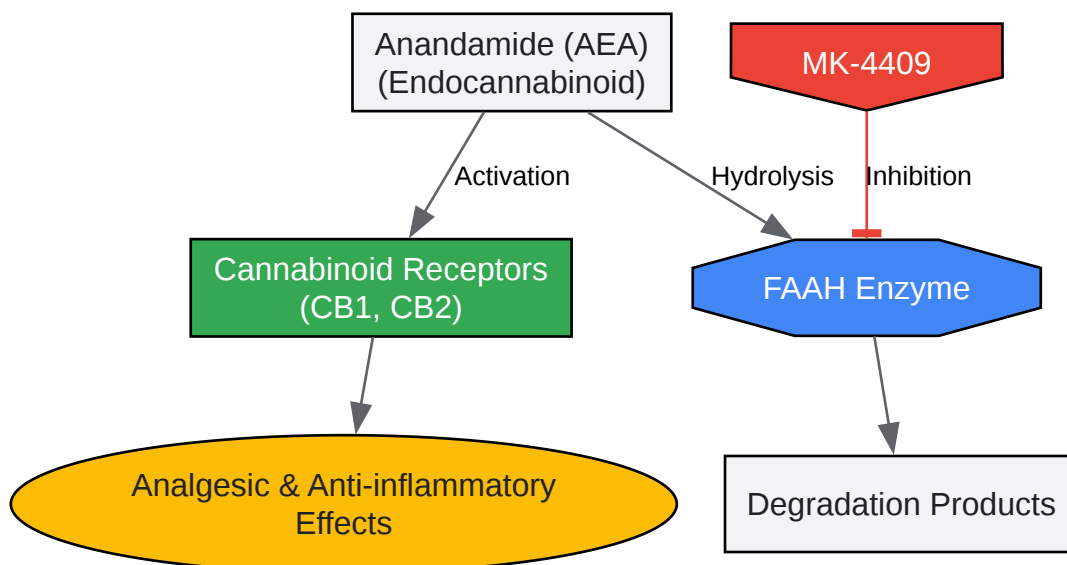 Anandamide (AEA)
(Endocannabinoid)
MK-4409
Activation
Hydrolysis
Inhibition
Cannabinoid Receptors
(CB1, CB2)
FAAH Enzyme
Analgesic & Anti-inflammatory
Effects
Degradation Products